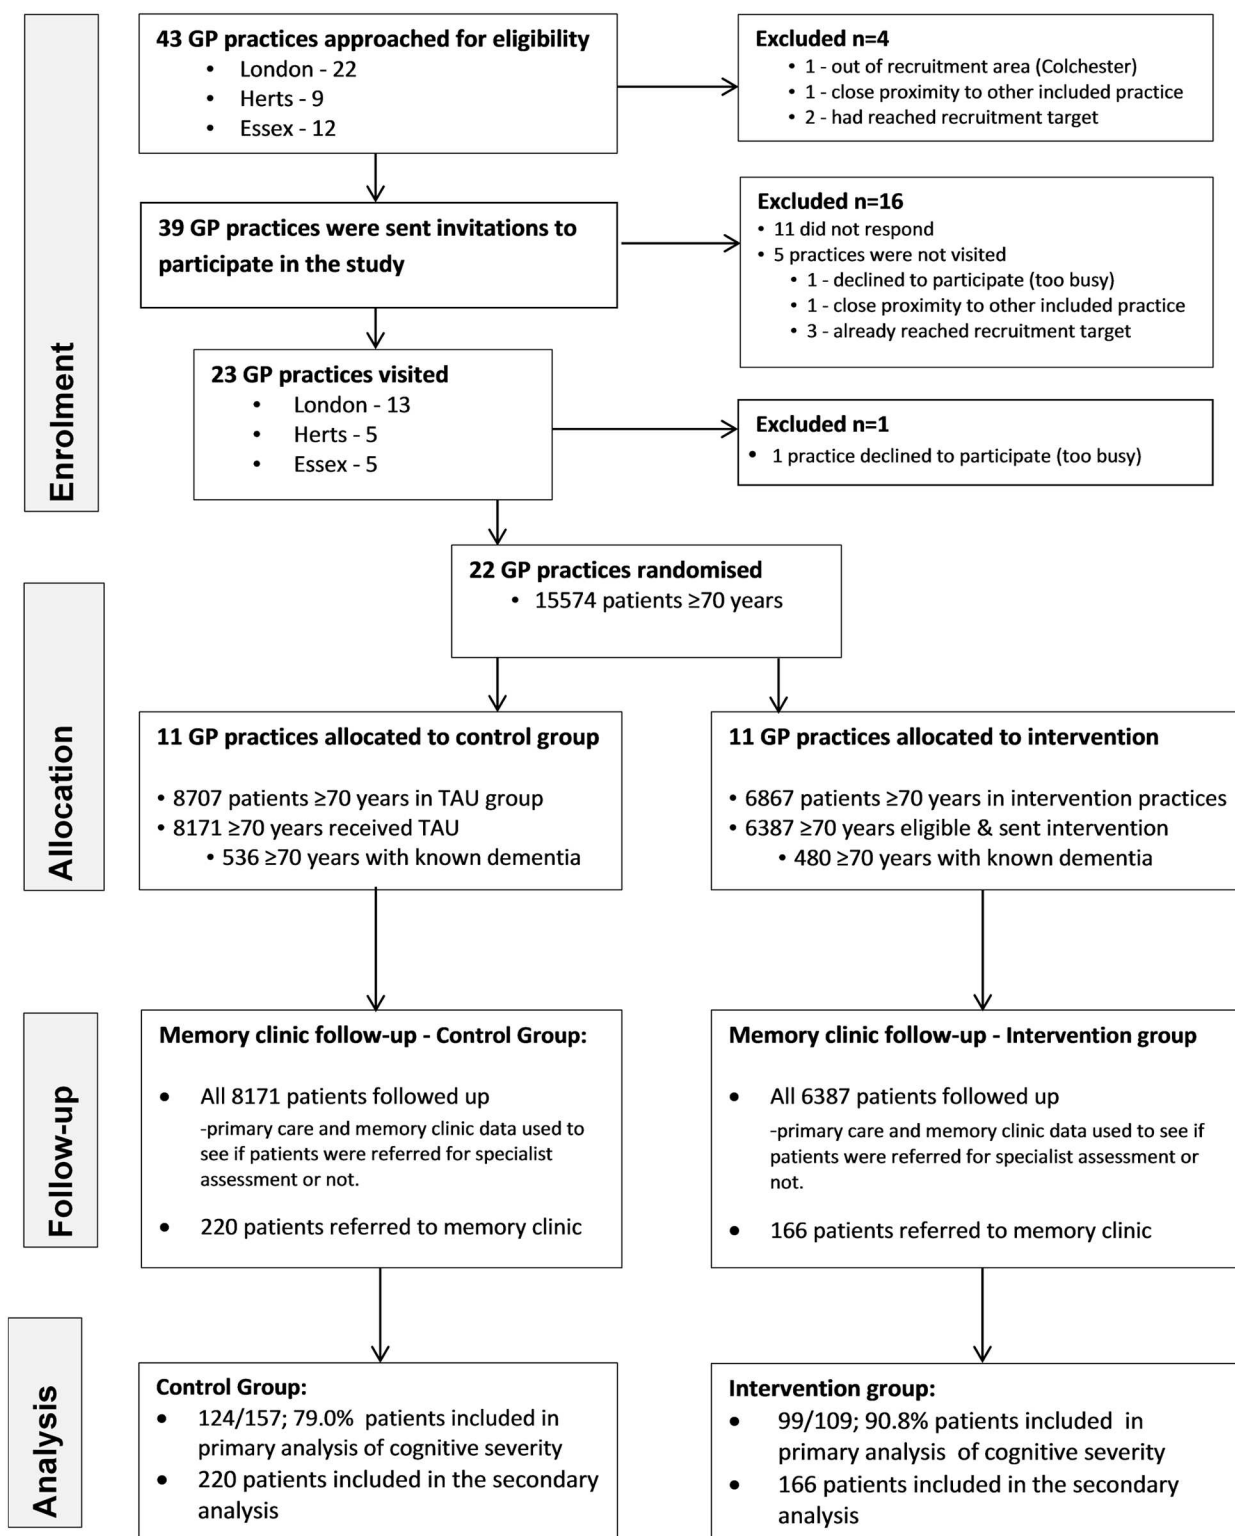 Enrolment
43 GP practices approached for eligibility
• London - 22
• Herts - 9
• Essex - 12
Excluded n=4
• 1 - out of recruitment area (Colchester)
• 1 - close proximity to other included practice
• 2 - had reached recruitment target
39 GP practices were sent invitations to
participate in the study
Excluded n=16
• 11 did not respond
• 5 practices were not visited
• 1 - declined to participate (too busy)
• 1 - close proximity to other included practice
• 3 - already reached recruitment target
23 GP practices visited
• London - 13
• Herts - 5
• Essex - 5
Excluded n=1
• 1 practice declined to participate (too busy)
22 GP practices randomised
• 15574 patients ≥70 years
Allocation
11 GP practices allocated to control group
• 8707 patients ≥70 years in TAU group
• 8171 ≥70 years received TAU
• 536 ≥70 years with known dementia
11 GP practices allocated to intervention
• 6867 patients ≥70 years in intervention practices
• 6387 ≥70 years eligible & sent intervention
• 480 ≥70 years with known dementia
Follow-up
Memory clinic follow-up - Control Group:
• All 8171 patients followed up
-primary care and memory clinic data used to
see if patients were referred for specialist
assessment or not.
• 220 patients referred to memory clinic
Memory clinic follow-up - Intervention group
• All 6387 patients followed up
-primary care and memory clinic data used to see if
patients were referred for specialist assessment or
not.
• 166 patients referred to memory clinic
Analysis
Control Group:
• 124/157; 79.0% patients included in
primary analysis of cognitive severity
• 220 patients included in the secondary
analysis
Intervention group:
• 99/109; 90.8% patients included in
primary analysis of cognitive severity
• 166 patients included in the secondary
analysis